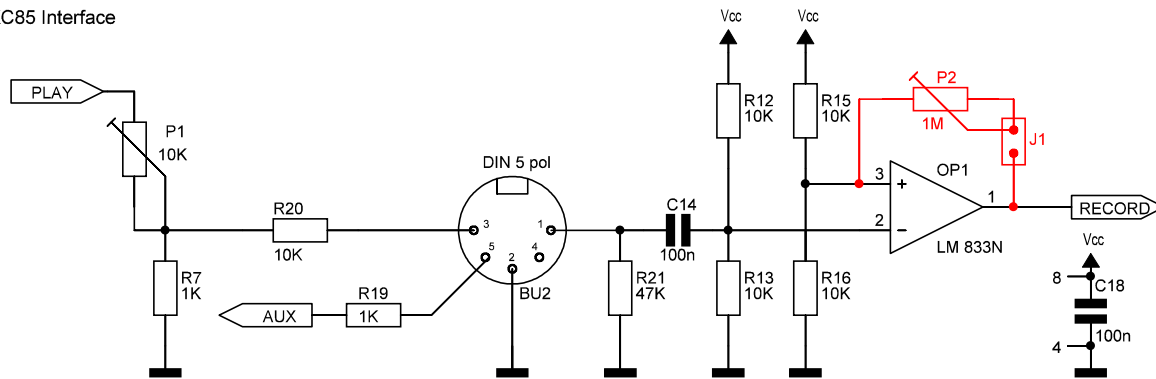 C85 Interface
Vcc
Vcc
PLAY
P1
10K
R12
10K
R15
10K
P2
1M
J1
DIN 5 pol
OP1
3
+
1
2
-
LM 833N
RECORD
R20
10K
3
1
5
4
2
BU2
C14
100n
R7
1K
AUX
R19
1K
R21
47K
R13
10K
R16
10K
Vcc
8
C18
100n
4